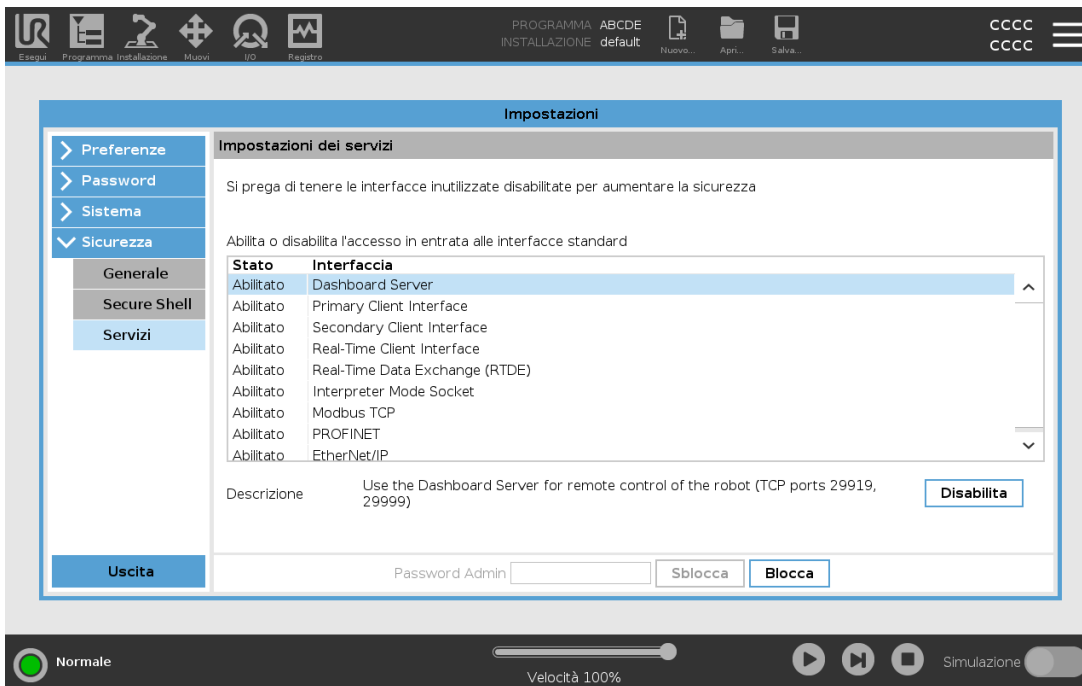 PROGRAMMA ABCDE
INSTALLAZIONE default
CCCC
CCCC
Esegui Programma Installazione Muovi I/O Registro
Nuovo... Apri... Salva...
Impostazioni
Preferenze
Password
Sistema
Sicurezza
Generale
Secure Shell
Servizi
Uscita
Impostazioni dei servizi
Si prega di tenere le interfacce inutilizzate disabilitate per aumentare la sicurezza
Abilita o disabilita l'accesso in entrata alle interfacce standard
Stato Interfaccia
Abilitato Dashboard Server
Abilitato Primary Client Interface
Abilitato Secondary Client Interface
Abilitato Real-Time Client Interface
Abilitato Real-Time Data Exchange (RTDE)
Abilitato Interpreter Mode Socket
Abilitato Modbus TCP
Abilitato PROFINET
Abilitato EtherNet/IP
Descrizione Use the Dashboard Server for remote control of the robot (TCP ports 29919,
29999)
Disabilita
Password Admin Sblocca Blocca
Normale
Velocità 100%
Simulazione